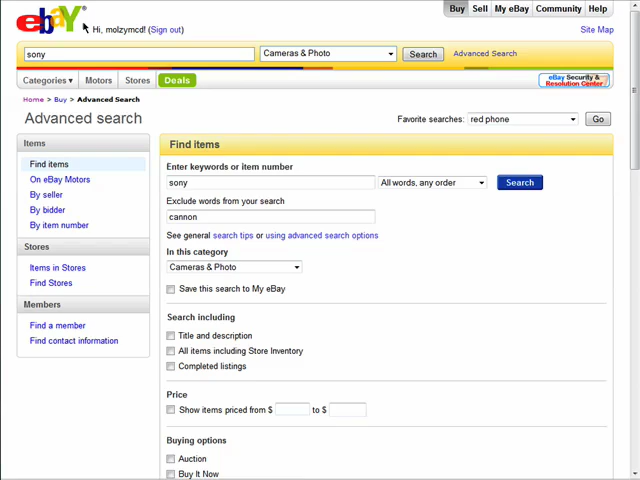 Buy Sell My eBay Community Help
ebaY® Hi, molzymcd! (Sign out) Site Map
sony Cameras & Photo Search Advanced Search
Categories ▾ Motors Stores Deals eBay Security & Resolution Center
Home > Buy > Advanced Search
Advanced search Favorite searches: red phone Go
Items
Find items
On eBay Motors
By seller
By bidder
By item number
Stores
Items in Stores
Find Stores
Members
Find a member
Find contact information
Find items
Enter keywords or item number
sony All words, any order Search
Exclude words from your search
cannon
See general search tips or using advanced search options
In this category
Cameras & Photo
Save this search to My eBay
Search including
Title and description
All items including Store Inventory
Completed listings
Price
Show items priced from $ to $
Buying options
Auction
Buy It Now